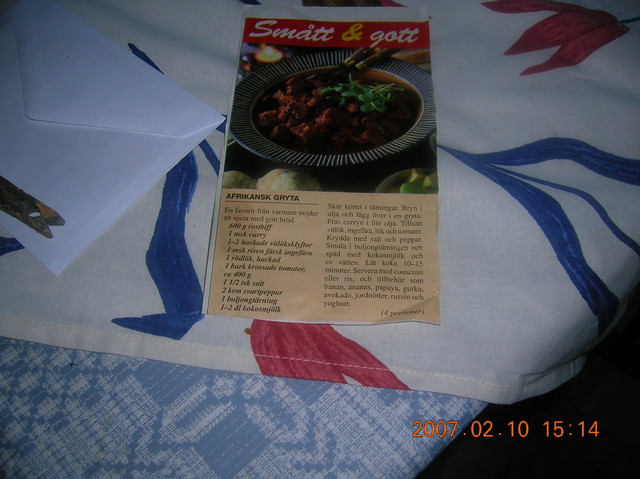 Smått & gott
AFRIKANSK GRYTA
En favorit från varmare nejder
att njuta med gott bröd.
600 g rostbiff
1 msk curry
1–2 hackade vitlöksklyftor
1 msk riven färsk ingefära
1 rödlök, hackad
1 burk krossade tomater,
ca 400 g
1 1/2 tsk salt
2 krm svartpeppar
1 buljongtärning
1–2 dl kokosmjölk
Skär köttet i tärningar. Bryn i
olja och lägg över i en gryta.
Fräs curryn i lite olja. Tillsätt
vitlök, ingefära, lök och tomater.
Krydda med salt och peppar.
Smula i buljongtärningen och
späd med kokosmjölk och
ev vatten. Låt koka 10–15
minuter. Servera med couscous
eller ris, och tillbehör som
banan, ananas, papaya, gurka,
avokado, jordnötter, russin och
yoghurt.
(4 portioner)
2007.02.10 15:14